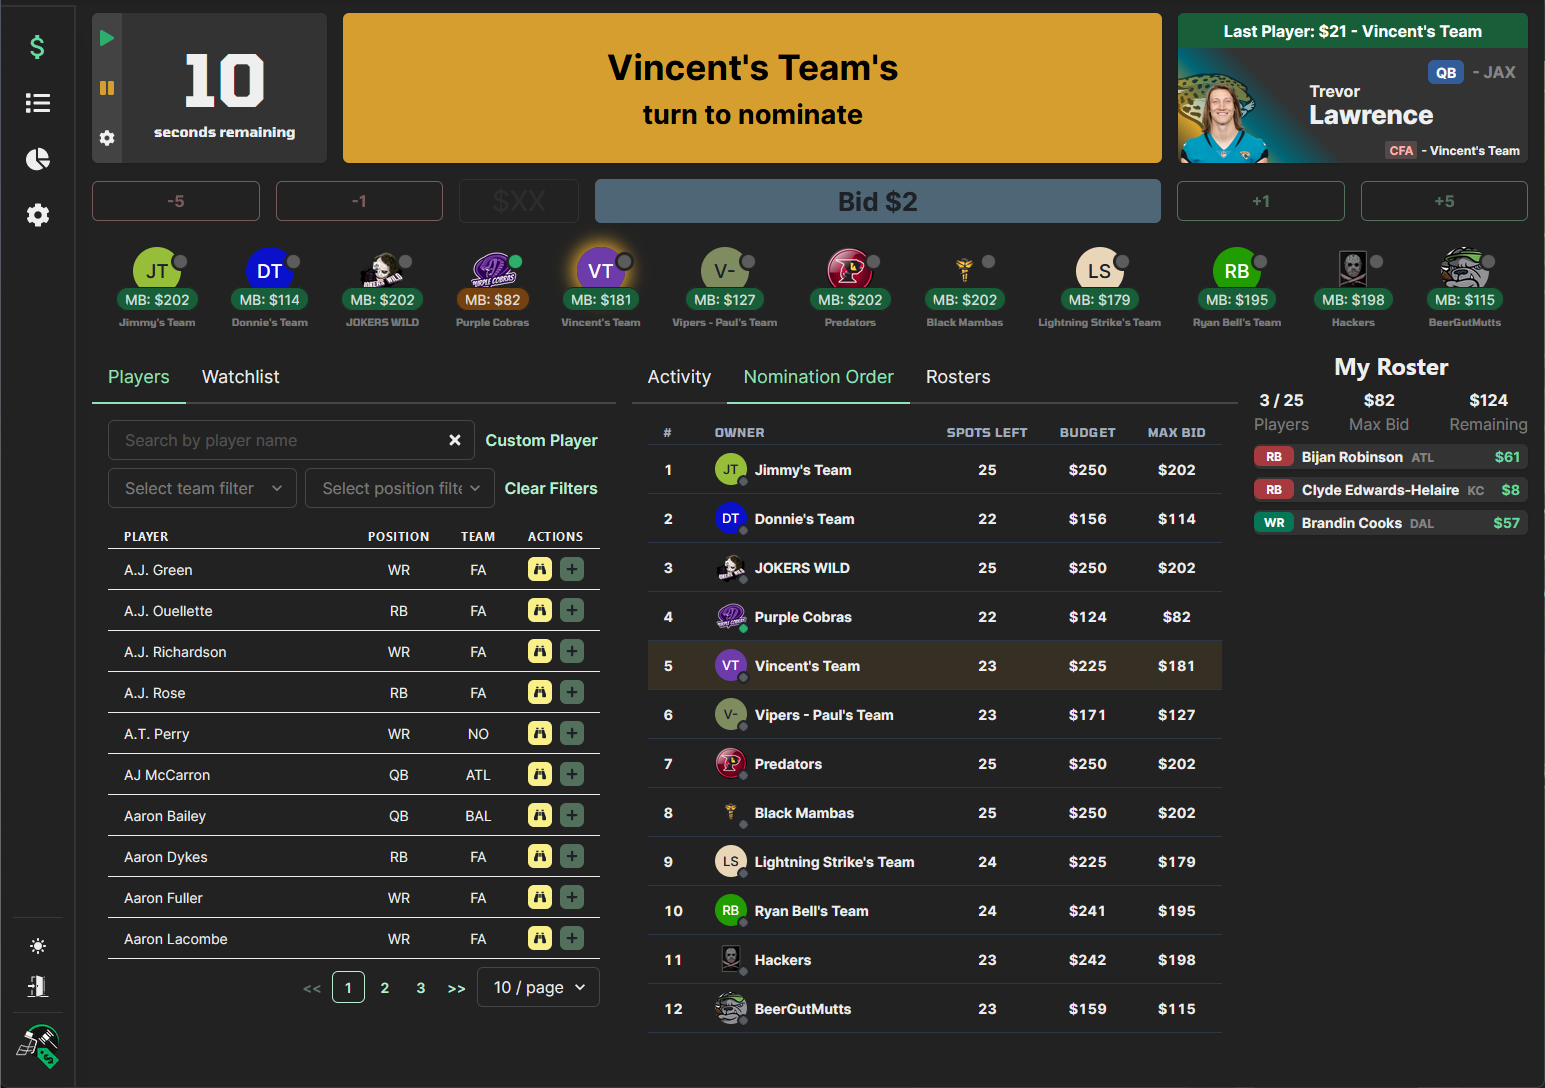 10
seconds remaining
Vincent's Team's
turn to nominate
Last Player: $21 - Vincent's Team
QB - JAX
Trevor
Lawrence
CFA - Vincent's Team
-5 -1 $XX Bid $2 +1 +5
JT DT JOKERS WILD PURPLE COBRAS VT V- P LS RB
MB: $202 MB: $114 MB: $202 MB: $82 MB: $181 MB: $127 MB: $202 MB: $202 MB: $179 MB: $195 MB: $198 MB: $115
Jimmy's Team Donnie's Team JOKERS WILD Purple Cobras Vincent's Team Vipers - Paul's Team Predators Black Mambas Lightning Strike's Team Ryan Bell's Team Hackers BeerGutMutts
Players Watchlist
Search by player name Custom Player
Select team filter Select position filte Clear Filters
PLAYER POSITION TEAM ACTIONS
A.J. Green WR FA
A.J. Ouellette RB FA
A.J. Richardson WR FA
A.J. Rose RB FA
A.T. Perry WR NO
AJ McCarron QB ATL
Aaron Bailey QB BAL
Aaron Dykes RB FA
Aaron Fuller WR FA
Aaron Lacombe WR FA
<< 1 2 3 >> 10 / page
Activity Nomination Order Rosters
# OWNER SPOTS LEFT BUDGET MAX BID
1 JT Jimmy's Team 25 $250 $202
2 DT Donnie's Team 22 $156 $114
3 JOKERS WILD 25 $250 $202
4 Purple Cobras 22 $124 $82
5 VT Vincent's Team 23 $225 $181
6 V- Vipers - Paul's Team 23 $171 $127
7 P Predators 25 $250 $202
8 Black Mambas 25 $250 $202
9 LS Lightning Strike's Team 24 $225 $179
10 RB Ryan Bell's Team 24 $241 $195
11 Hackers 23 $242 $198
12 BeerGutMutts 23 $159 $115
My Roster
3 / 25 $82 $124
Players Max Bid Remaining
RB Bijan Robinson ATL $61
RB Clyde Edwards-Helaire KC $8
WR Brandin Cooks DAL $57